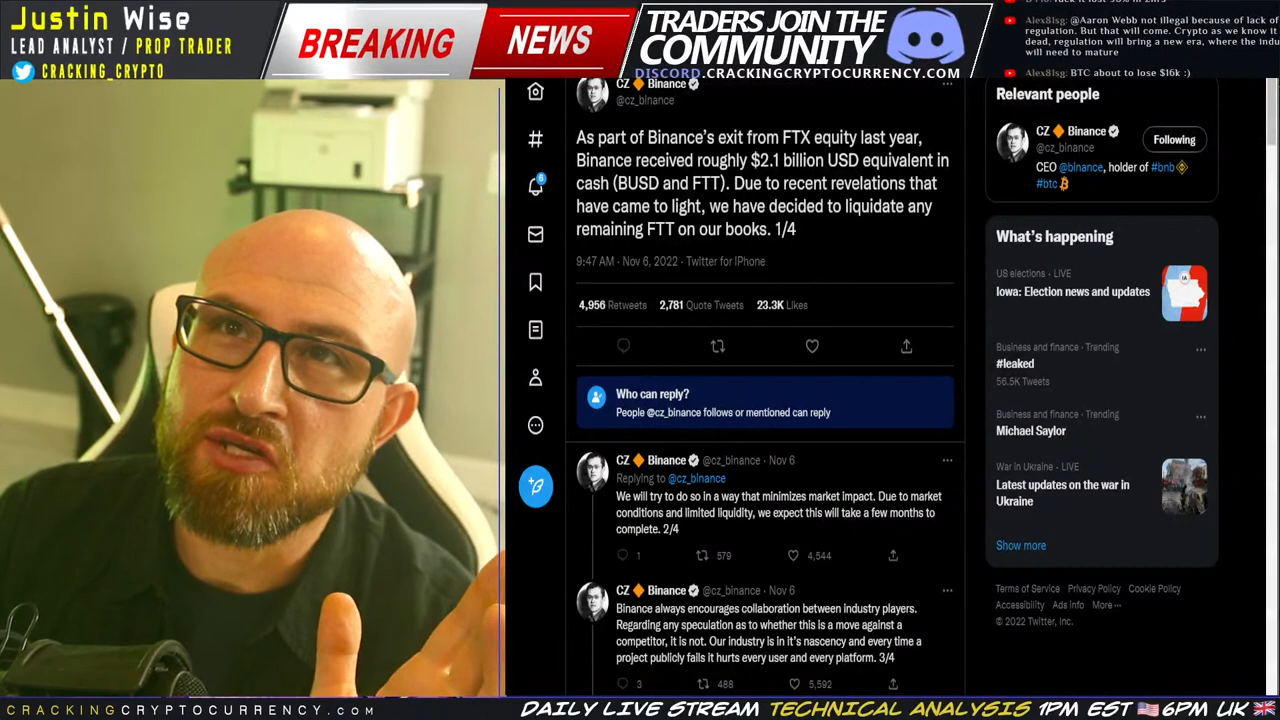 Justin Wise
LEAD ANALYST / PROP TRADER
CRACKING_CRYPTO
BREAKING
NEWS
TRADERS JOIN THE
COMMUNITY
DISCORD.CRACKINGCRYPTOCURRENCY.COM
Alex8lsg: @Aaron Webb not illegal because of lack of
regulation. But that will come. Crypto as we know it
dead, regulation will bring a new era, where the
will need to mature
Alex8lsg: BTC about to lose $16k :)
CZ 🔶 Binance
@cz_binance
As part of Binance's exit from FTX equity last year,
Binance received roughly $2.1 billion USD equivalent in
cash (BUSD and FTT). Due to recent revelations that
have came to light, we have decided to liquidate any
remaining FTT on our books. 1/4
9:47 AM · Nov 6, 2022 · Twitter for iPhone
4,956 Retweets 2,781 Quote Tweets 23.3K Likes
Who can reply?
People @cz_binance follows or mentioned can reply
CZ 🔶 Binance @cz_binance · Nov 6
Replying to @cz_binance
We will try to do so in a way that minimizes market impact. Due to market
conditions and limited liquidity, we expect this will take a few months to
complete. 2/4
1 579 4,544
CZ 🔶 Binance @cz_binance · Nov 6
Binance always encourages collaboration between industry players.
Regarding any speculation as to whether this is a move against a
competitor, it is not. Our industry is in it's nascency and every time a
project publicly fails it hurts every user and every platform. 3/4
3 488 5,592
6
Relevant people
CZ 🔶 Binance
@cz_binance
Following
CEO @binance, holder of #bnb
#btc
What's happening
US elections · LIVE
Iowa: Election news and updates
IA
Business and finance · Trending
#leaked
56.5K Tweets
Business and finance · Trending
Michael Saylor
War in Ukraine · LIVE
Latest updates on the war in
Ukraine
Show more
Terms of Service Privacy Policy Cookie Policy
Accessibility Ads info More ···
© 2022 Twitter, Inc.
CRACKINGCRYPTOCURRENCY.COM
DAILY LIVE STREAM TECHNICAL ANALYSIS 1PM EST 🇺🇸 6PM UK 🇬🇧